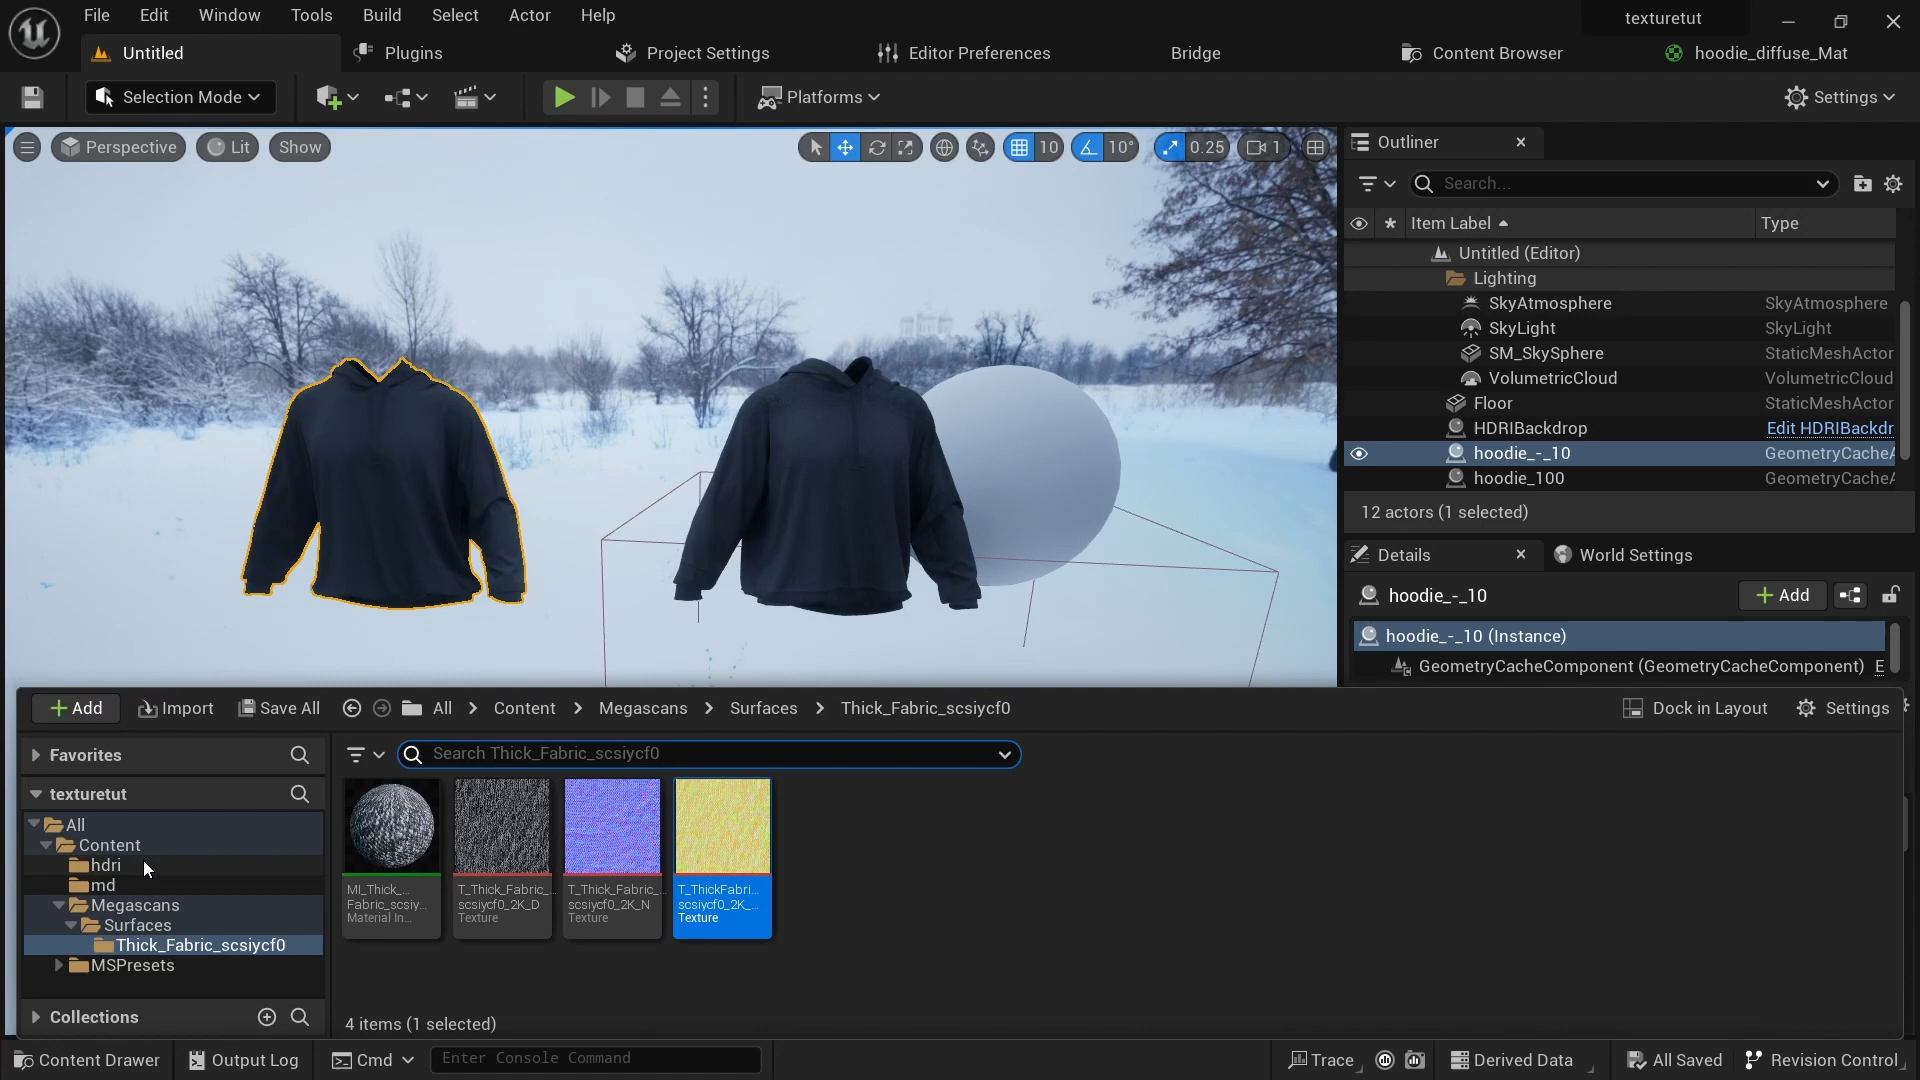 File Edit Window Tools Build Select Actor Help
texturetut
Untitled Plugins Project Settings Editor Preferences Bridge Content Browser hoodie_diffuse_Mat
Selection Mode Platforms Settings
Perspective Lit Show 10 10° 0.25 1
Outliner
Search...
Item Label Type
Untitled (Editor)
Lighting
SkyAtmosphere SkyAtmosphere
SkyLight SkyLight
SM_SkySphere StaticMeshActor
VolumetricCloud VolumetricCloud
Floor StaticMeshActor
HDRIBackdrop Edit HDRIBackdr
hoodie_-_10 GeometryCacheA
hoodie_100 GeometryCacheA
12 actors (1 selected)
Details World Settings
hoodie_-_10 Add
hoodie_-_10 (Instance)
GeometryCacheComponent (GeometryCacheComponent) E
Add Import Save All All Content Megascans Surfaces Thick_Fabric_scsiycf0 Dock in Layout Settings
Favorites
Search Thick_Fabric_scsiycf0
texturetut
All
Content
hdri
md
Megascans
Surfaces
Thick_Fabric_scsiycf0
MSPresets
MI_Thick_...
Fabric_scsiy...
Material In...
T_Thick_Fabric_...
scsiycf0_2K_D
Texture
T_Thick_Fabric_...
scsiycf0_2K_N
Texture
T_ThickFabri...
scsiycf0_2K_...
Texture
Collections
4 items (1 selected)
Content Drawer Output Log Cmd Enter Console Command Trace Derived Data All Saved Revision Control